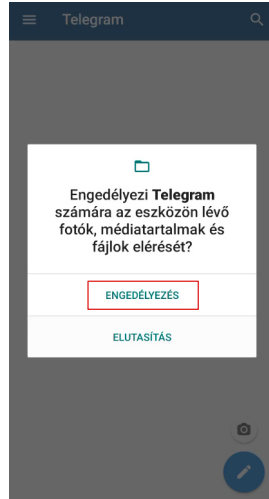 Telegram
Engedélyezi Telegram
számára az eszközön lévő
fotók, médiatartalmak és
fájlok elérését?
ENGEDÉLYEZÉS
ELUTASÍTÁS